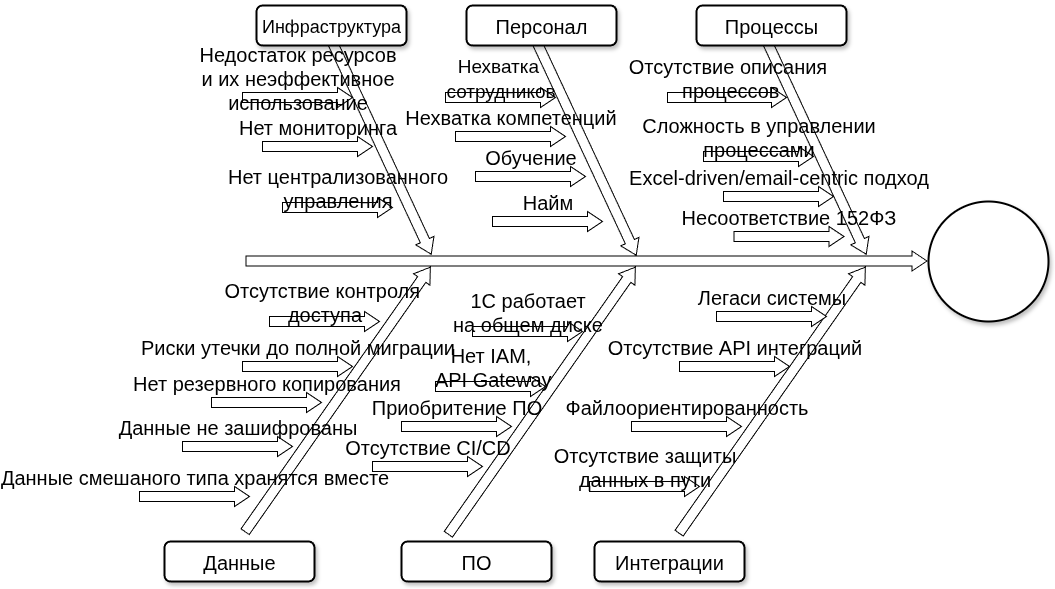 Инфраструктура
Недостаток ресурсов
и их неэффективное
использование
Нет мониторинга
Нет централизованного
управления
Персонал
Нехватка
сотрудников
Нехватка компетенций
Обучение
Найм
Процессы
Отсутствие описания
процессов
Сложность в управлении
процессами
Excel-driven/email-centric подход
Несоответствие 152ФЗ
Отсутствие контроля
доступа
Риски утечки до полной миграции
Нет резервного копирования
Данные не зашифрованы
Данные смешаного типа хранятся вместе
Данные
1С работает
на общем диске
Нет IAM,
API Gateway
Приобритение ПО
Отсутствие CI/CD
ПО
Легаси системы
Отсутствие API интеграций
Файлоориентированность
Отсутствие защиты
данных в пути
Интеграции